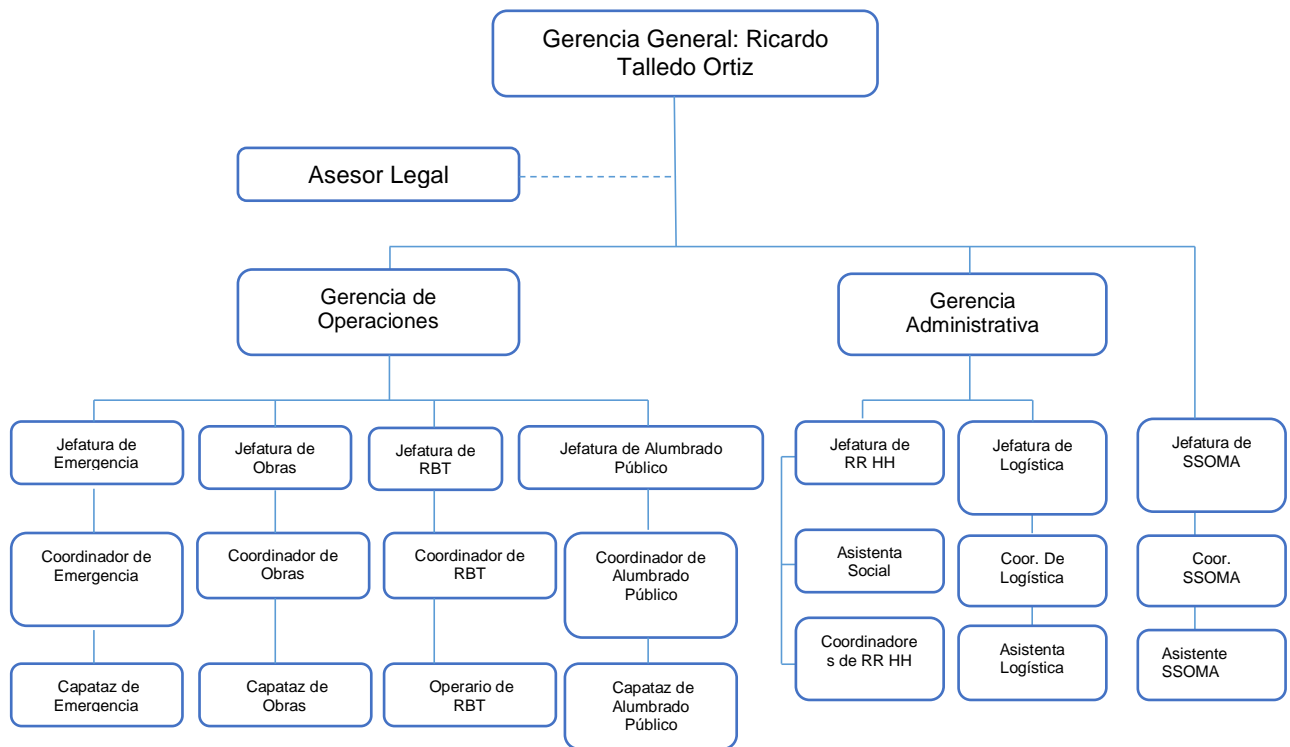 Gerencia General: Ricardo
Talledo Ortiz
Asesor Legal
Gerencia de
Operaciones
Gerencia
Administrativa
Jefatura de
Emergencia
Jefatura de
Obras
Jefatura de
RBT
Jefatura de Alumbrado
Público
Jefatura de
RR HH
Jefatura de
Logística
Jefatura de
SSOMA
Coordinador de
Emergencia
Coordinador de
Obras
Coordinador de
RBT
Coordinador de
Alumbrado
Público
Asistenta
Social
Coor. De
Logística
Coor.
SSOMA
Capataz de
Emergencia
Capataz de
Obras
Operario de
RBT
Capataz de
Alumbrado
Público
Coordinadore
s de RR HH
Asistenta
Logística
Asistente
SSOMA